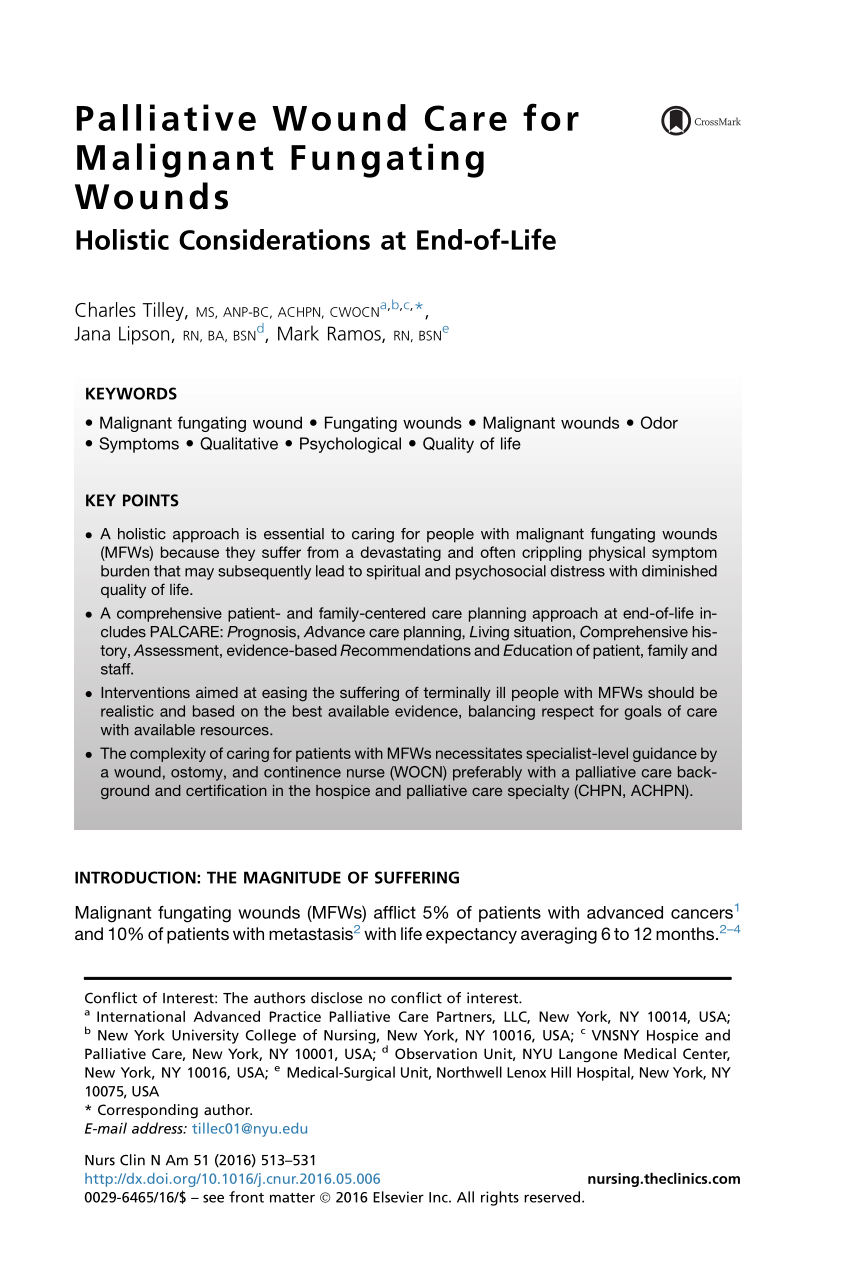 Palliative Wound Care for
Malignant Fungating
Wounds
CrossMark
Holistic Considerations at End-of-Life
Charles Tilley, MS, ANP-BC, ACHPN, CWOCNa,b,c,*,
Jana Lipson, RN, BA, BSNd, Mark Ramos, RN, BSNe
KEYWORDS
• Malignant fungating wound • Fungating wounds • Malignant wounds • Odor
• Symptoms • Qualitative • Psychological • Quality of life
KEY POINTS
• A holistic approach is essential to caring for people with malignant fungating wounds
(MFWs) because they suffer from a devastating and often crippling physical symptom
burden that may subsequently lead to spiritual and psychosocial distress with diminished
quality of life.
• A comprehensive patient- and family-centered care planning approach at end-of-life in-
cludes PALCARE: Prognosis, Advance care planning, Living situation, Comprehensive his-
tory, Assessment, evidence-based Recommendations and Education of patient, family and
staff.
• Interventions aimed at easing the suffering of terminally ill people with MFWs should be
realistic and based on the best available evidence, balancing respect for goals of care
with available resources.
• The complexity of caring for patients with MFWs necessitates specialist-level guidance by
a wound, ostomy, and continence nurse (WOCN) preferably with a palliative care back-
ground and certification in the hospice and palliative care specialty (CHPN, ACHPN).
INTRODUCTION: THE MAGNITUDE OF SUFFERING
Malignant fungating wounds (MFWs) afflict 5% of patients with advanced cancers1
and 10% of patients with metastasis2 with life expectancy averaging 6 to 12 months.2–4
Conflict of Interest: The authors disclose no conflict of interest.
a International Advanced Practice Palliative Care Partners, LLC, New York, NY 10014, USA;
b New York University College of Nursing, New York, NY 10016, USA; c VNSNY Hospice and
Palliative Care, New York, NY 10001, USA; d Observation Unit, NYU Langone Medical Center,
New York, NY 10016, USA; e Medical-Surgical Unit, Northwell Lenox Hill Hospital, New York, NY
10075, USA
* Corresponding author.
E-mail address: tillec01@nyu.edu
Nurs Clin N Am 51 (2016) 513–531
http://dx.doi.org/10.1016/j.cnur.2016.05.006
nursing.theclinics.com
0029-6465/16/$ – see front matter © 2016 Elsevier Inc. All rights reserved.